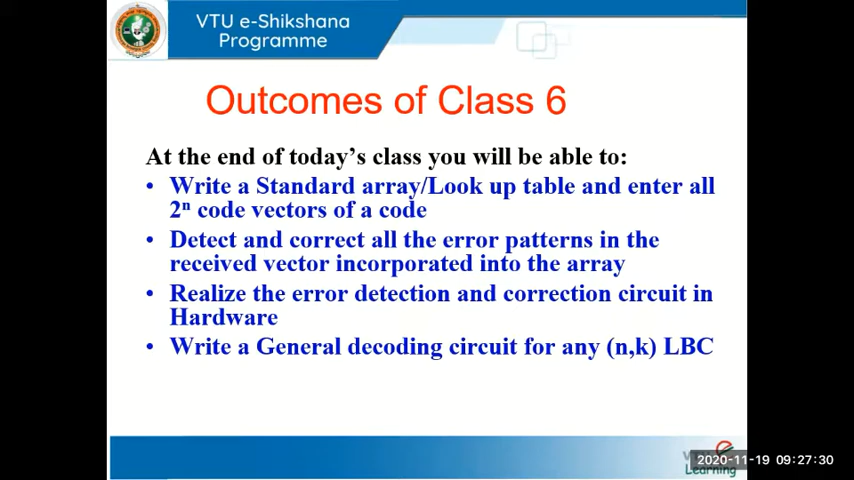 VTU e-Shikshana
Programme
Outcomes of Class 6
At the end of today's class you will be able to:
• Write a Standard array/Look up table and enter all
2ⁿ code vectors of a code
• Detect and correct all the error patterns in the
received vector incorporated into the array
• Realize the error detection and correction circuit in
Hardware
• Write a General decoding circuit for any (n,k) LBC
2020-11-19 09:27:30
Learning